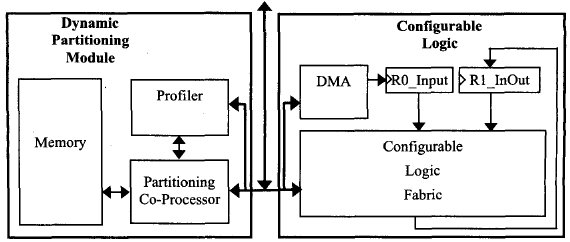 Dynamic
Partitioning
Module
Memory
Profiler
Partitioning
Co-Processor
Configurable
Logic
DMA
R0_Input
R1_InOut
Configurable
Logic
Fabric